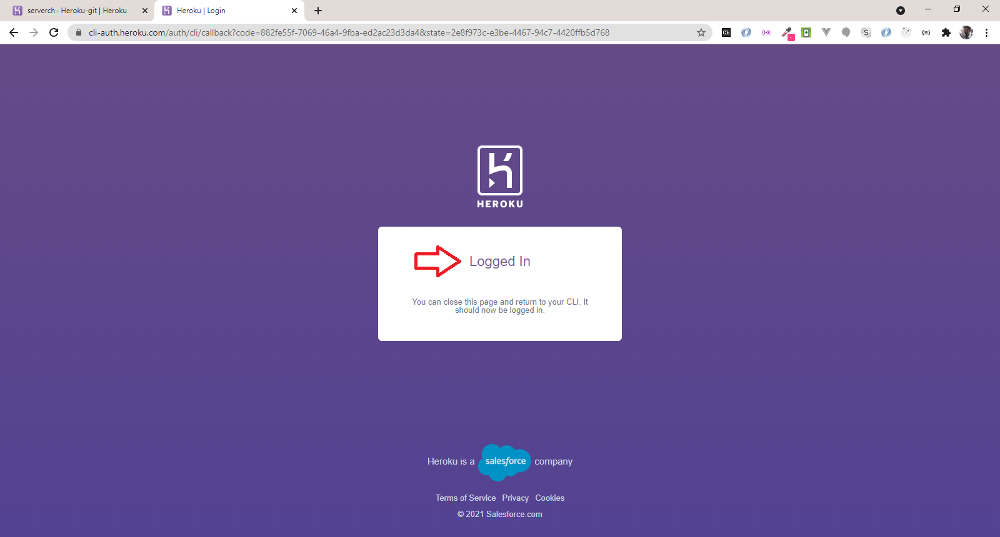 serverch · Heroku-git | Heroku
Heroku | Login
cli-auth.heroku.com/auth/cli/callback?code=882fe55f-7069-46a4-9fba-ed2ac23d3da4&state=2e8f973c-e3be-4467-94c7-4420ffb5d768
Cb
S
HEROKU
Logged In
You can close this page and return to your CLI. It
should now be logged in.
Heroku is a salesforce company
Terms of Service Privacy Cookies
© 2021 Salesforce.com